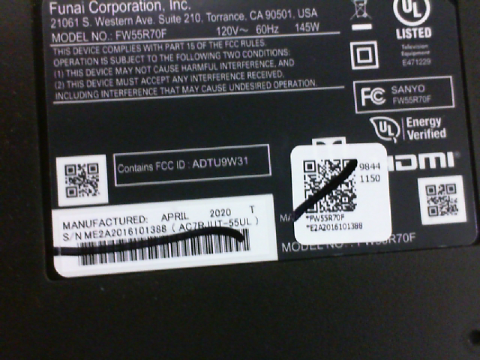 Funai Corporation, Inc.
21061 S. Western Ave. Suite 210, Torrance, CA 90501, USA
MODEL NO.: FW55R70F 120V~ 60Hz 145W
THIS DEVICE COMPLIES WITH PART 15 OF THE FCC RULES.
OPERATION IS SUBJECT TO THE FOLLOWING TWO CONDITIONS:
(1) THIS DEVICE MAY NOT CAUSE HARMFUL INTERFERENCE, AND
(2) THIS DEVICE MUST ACCEPT ANY INTERFERENCE RECEIVED,
INCLUDING INTERFERENCE THAT MAY CAUSE UNDESIRED OPERATION.
UL
LISTED
Television
Equipment
E471229
FC SANYO
FW55R70F
UL Energy
Verified
HDMI
Contains FCC ID : ADTU9W31
9844
1150
*FW55R70F
*E2A2016101388
MANUFACTURED: APRIL 2020 T
S/N ME2A2016101388 (AC7RJUT-55UL)
MODEL NO.: FW55R70F